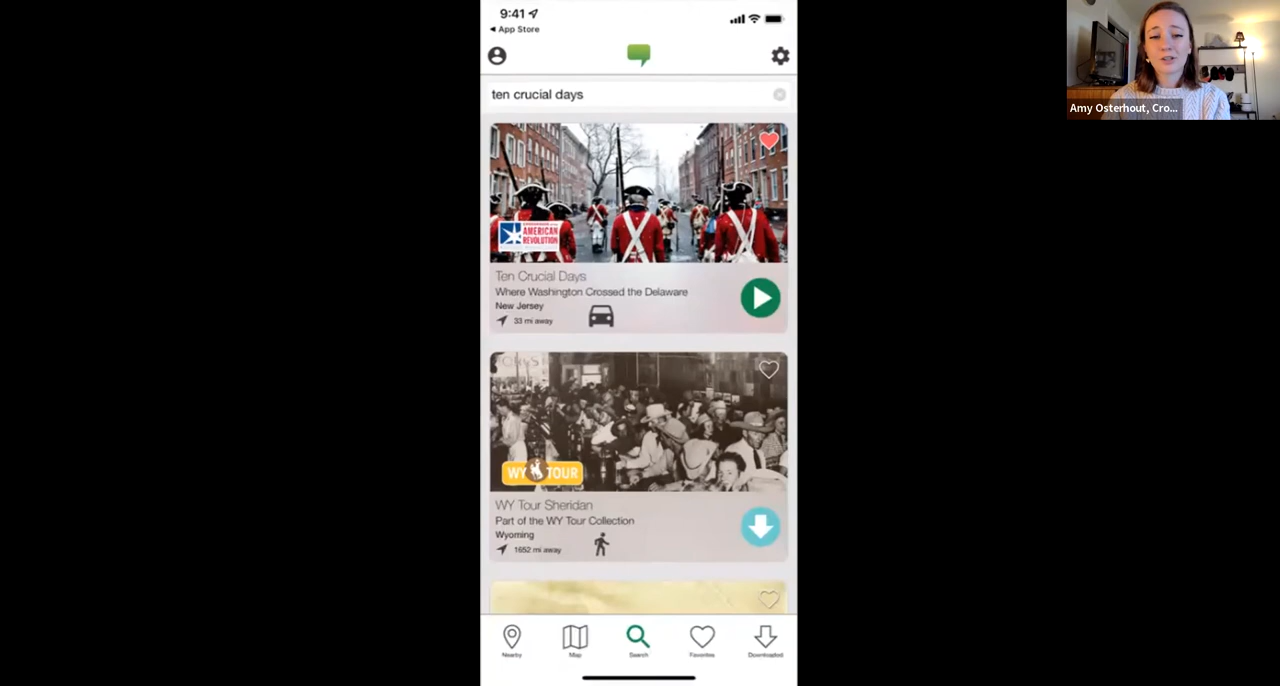 9:41
App Store
ten crucial days
AMERICAN
REVOLUTION
Ten Crucial Days
Where Washington Crossed the Delaware
New Jersey
33 mi away
WY TOUR
WY Tour Sheridan
Part of the WY Tour Collection
Wyoming
1652 mi away
Nearby
Map
Search
Favorites
Downloaded
Amy Osterhout, Cro...